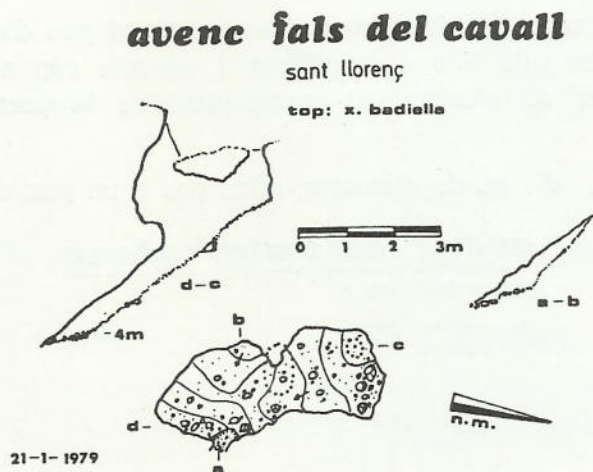 avenc fals del cavall
sant llorenç
top: x. badiella
0 1 2 3m
d-c
-4m
a-b
b
c
d-
a
n.m.
21-1-1979